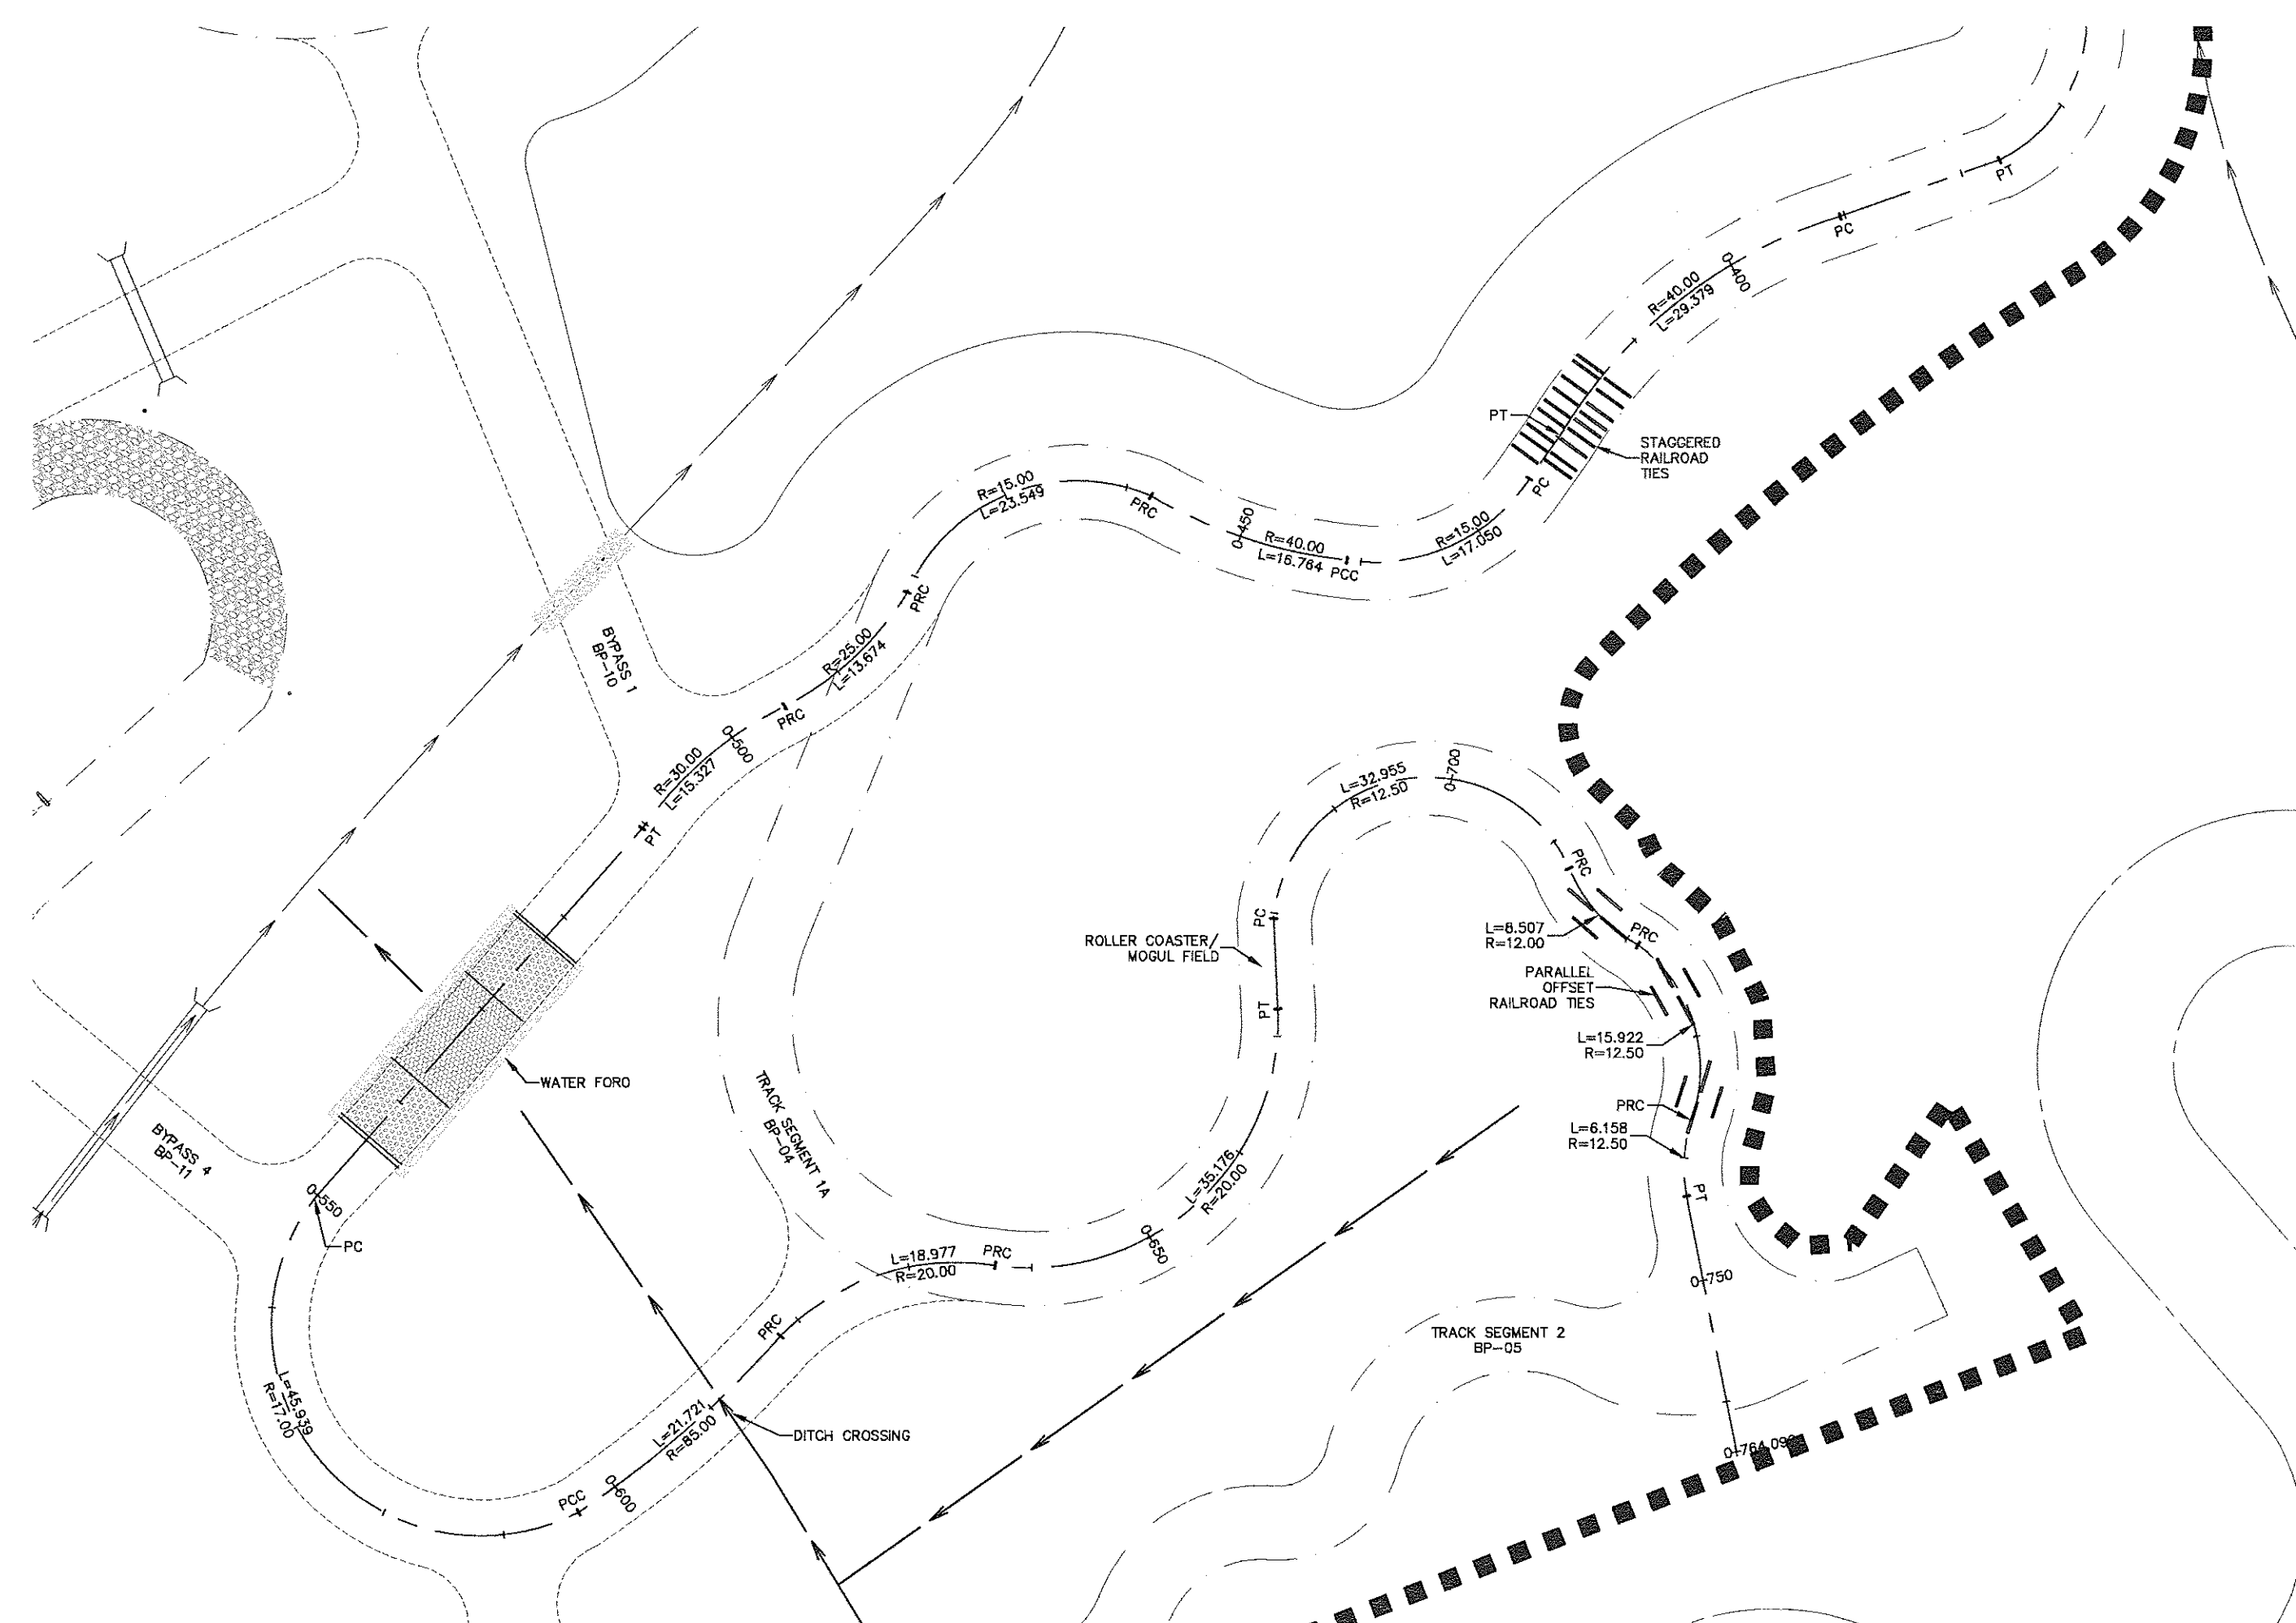 PT
PC
0+400
R=40.00
L=29.379
PT
STAGGERED
RAILROAD
TIES
PC
R=15.00
L=17.050
R=15.00
L=23.549
PRC
0+450
R=40.00
L=16.764
PCC
PRC
R=25.00
L=13.674
BYPASS 1
BP-10
PRC
0+500
R=30.00
L=15.327
PT
L=32.955
R=12.50
0+700
PRC
PC
ROLLER COASTER/
MOGUL FIELD
PT
L=8.507
R=12.00
PRC
PARALLEL
OFFSET
RAILROAD TIES
L=15.922
R=12.50
PRC
L=6.158
R=12.50
PT
WATER FORD
TRACK SEGMENT 1A
BP-04
BYPASS 4
BP-11
0+550
PC
L=35.176
R=20.00
0+650
L=18.977
R=20.00
PRC
PRC
0+750
TRACK SEGMENT 2
BP-05
L=45.939
R=17.00
L=21.721
R=85.00
DITCH CROSSING
PCC
0+600